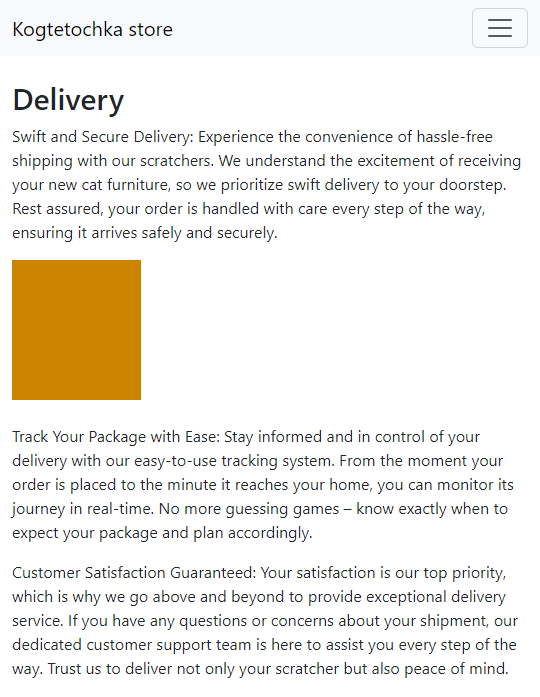 Kogtetochka store
Delivery
Swift and Secure Delivery: Experience the convenience of hassle-free
shipping with our scratchers. We understand the excitement of receiving
your new cat furniture, so we prioritize swift delivery to your doorstep.
Rest assured, your order is handled with care every step of the way,
ensuring it arrives safely and securely.
Track Your Package with Ease: Stay informed and in control of your
delivery with our easy-to-use tracking system. From the moment your
order is placed to the minute it reaches your home, you can monitor its
journey in real-time. No more guessing games – know exactly when to
expect your package and plan accordingly.
Customer Satisfaction Guaranteed: Your satisfaction is our top priority,
which is why we go above and beyond to provide exceptional delivery
service. If you have any questions or concerns about your shipment, our
dedicated customer support team is here to assist you every step of the
way. Trust us to deliver not only your scratcher but also peace of mind.